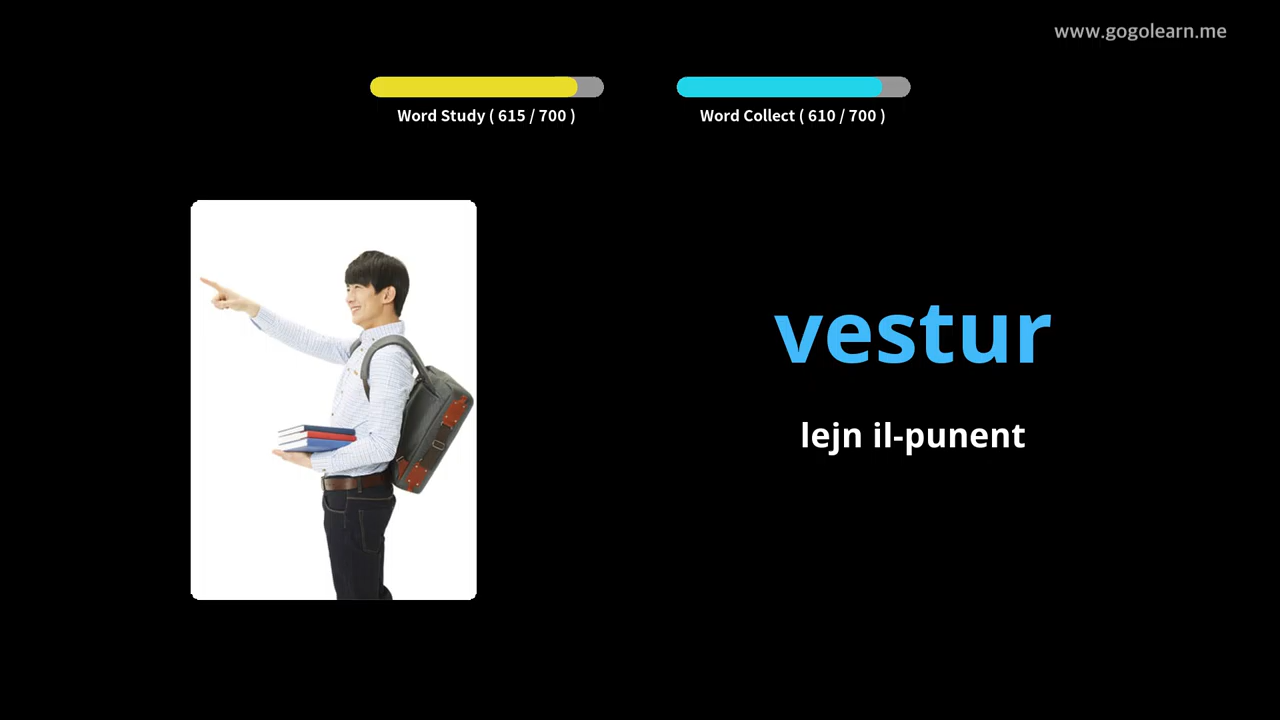 www.gogolearn.me
Word Study ( 615 / 700 )
Word Collect ( 610 / 700 )
vestur
lejn il-punent